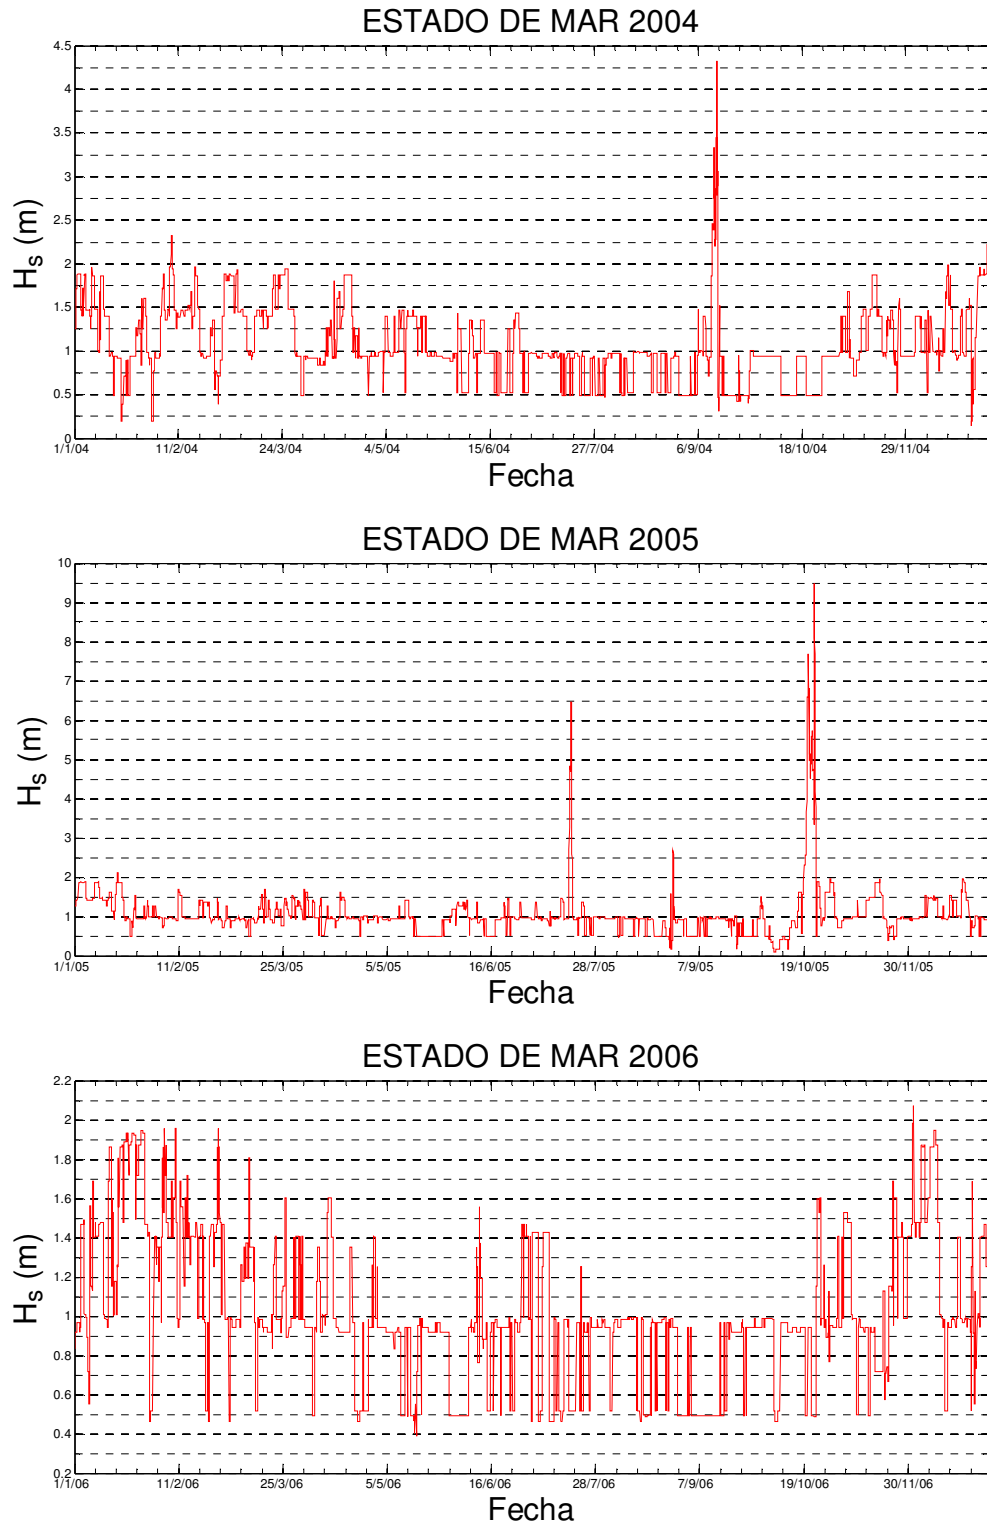 ESTADO DE MAR 2004
4.5
4
3.5
3
2.5
2
1.5
1
0.5
0
Hs (m)
1/1/04 11/2/04 24/3/04 4/5/04 15/6/04 27/7/04 6/9/04 18/10/04 29/11/04
Fecha
ESTADO DE MAR 2005
10
9
8
7
6
5
4
3
2
1
0
Hs (m)
1/1/05 11/2/05 25/3/05 5/5/05 16/6/05 28/7/05 7/9/05 19/10/05 30/11/05
Fecha
ESTADO DE MAR 2006
2.2
2
1.8
1.6
1.4
1.2
1
0.8
0.6
0.4
0.2
Hs (m)
1/1/06 11/2/06 25/3/06 5/5/06 16/6/06 28/7/06 7/9/06 19/10/06 30/11/06
Fecha